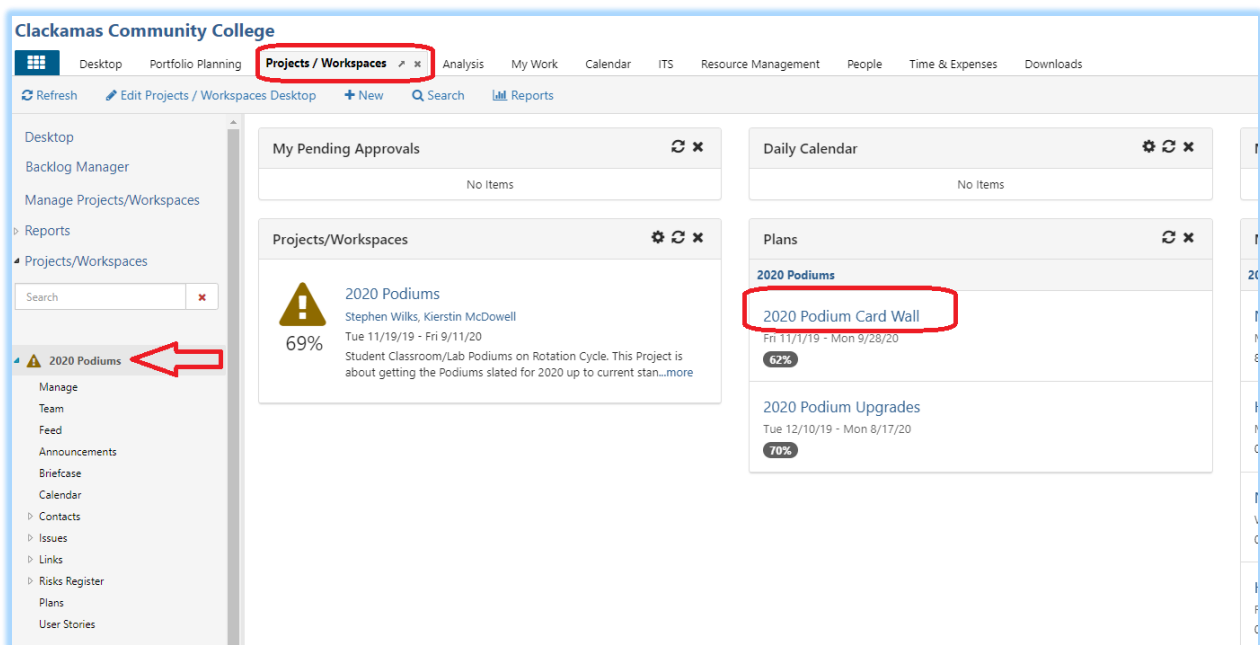 Clackamas Community College
Desktop Portfolio Planning Projects / Workspaces Analysis My Work Calendar ITS Resource Management People Time & Expenses Downloads
Refresh Edit Projects / Workspaces Desktop New Search Reports
Desktop
Backlog Manager
Manage Projects/Workspaces
Reports
Projects/Workspaces
Search
2020 Podiums
Manage
Team
Feed
Announcements
Briefcase
Calendar
Contacts
Issues
Links
Risks Register
Plans
User Stories
My Pending Approvals
No Items
Projects/Workspaces
2020 Podiums
Stephen Wilks, Kierstin McDowell
Tue 11/19/19 - Fri 9/11/20
69%
Student Classroom/Lab Podiums on Rotation Cycle. This Project is
about getting the Podiums slated for 2020 up to current stan...more
Daily Calendar
No Items
Plans
2020 Podiums
2020 Podium Card Wall
Fri 11/1/19 - Mon 9/28/20
62%
2020 Podium Upgrades
Tue 12/10/19 - Mon 8/17/20
70%